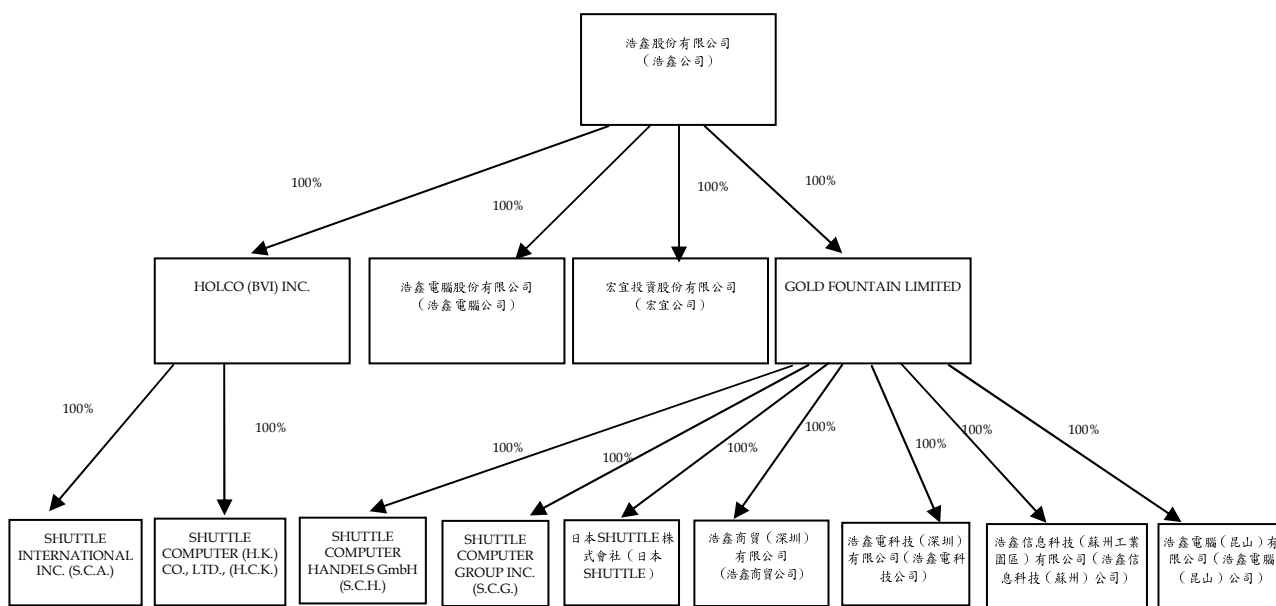 浩鑫股份有限公司
（浩鑫公司）
100%
100%
100%
100%
HOLCO (BVI) INC.
浩鑫電腦股份有限公司
（浩鑫電腦公司）
宏宜投資股份有限公司
（宏宜公司）
GOLD FOUNTAIN LIMITED
100%
100%
100%
100%
100%
100%
100%
100%
100%
SHUTTLE
INTERNATIONAL
INC. (S.C.A.)
SHUTTLE
COMPUTER (H.K.)
CO., LTD., (H.C.K.)
SHUTTLE
COMPUTER
HANDELS GmbH
(S.C.H.)
SHUTTLE
COMPUTER
GROUP INC.
(S.C.G.)
日本SHUTTLE 株
式會社（日本
SHUTTLE）
浩鑫商貿（深圳）
有限公司
(浩鑫商貿公司）
浩鑫電科技（深圳）
有限公司（浩鑫電科
技公司）
浩鑫信息科技（蘇州工業
園區）有限公司（浩鑫信
息科技（蘇州）公司）
浩鑫電腦（昆山）有
限公司（浩鑫電腦
（昆山）公司）